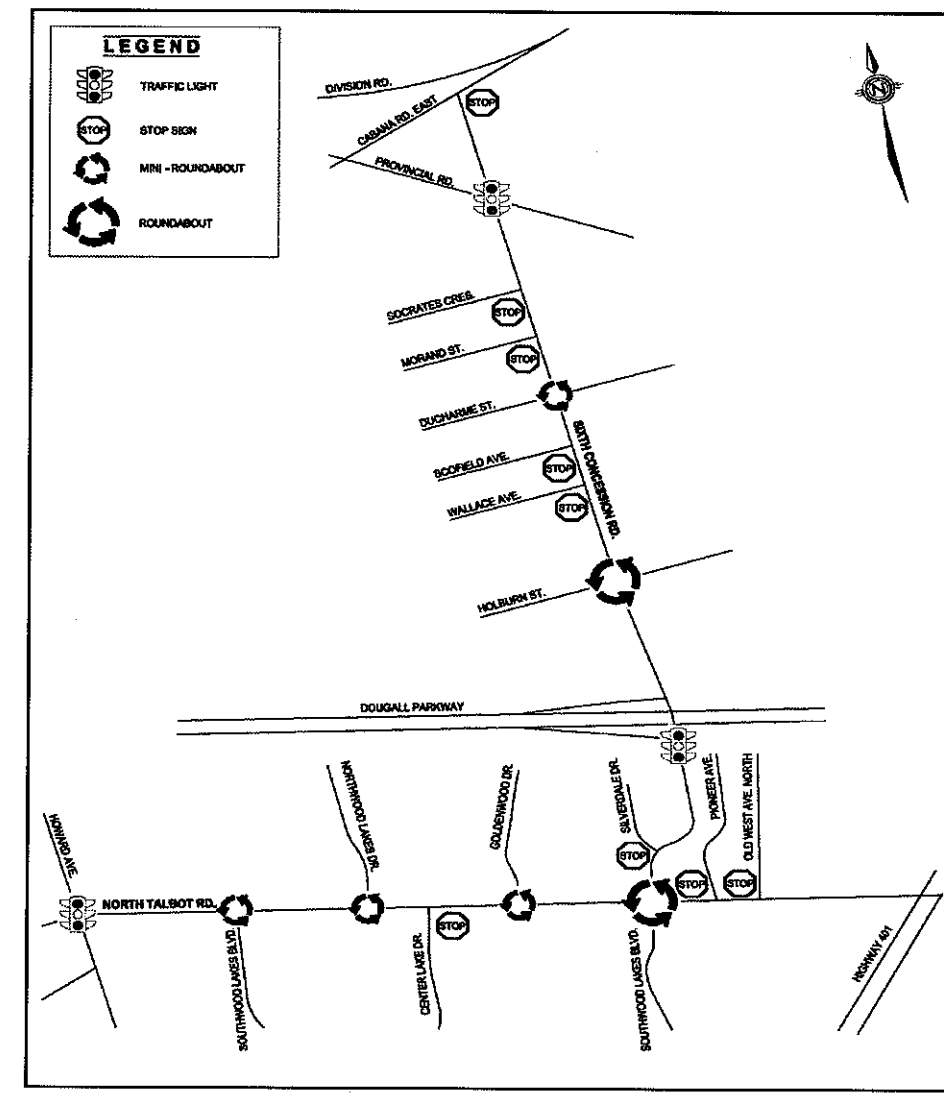 LEGEND
TRAFFIC LIGHT
STOP
STOP SIGN
MINI - ROUNDABOUT
ROUNDABOUT
DIVISION RD.
CABANA RD. EAST
STOP
PROVINCIAL RD.
N
SOCRATES CRES.
STOP
MORAND ST.
STOP
DUCHARME ST.
SIXTH CONCESSION RD.
SCOFIELD AVE.
STOP
WALLACE AVE.
STOP
HOLBURN ST.
DOUGALL PARKWAY
HOWARD AVE.
NORTHWOOD LAKES DR.
GOLDENWOOD DR.
SILVERDALE DR.
STOP
PIONEER AVE.
STOP
OLD WEST AVE. NORTH
STOP
NORTH TALBOT RD.
SOUTHWOOD LAKES BLVD.
CENTER LAKE DR.
STOP
SOUTHWOOD LAKES BLVD.
HIGHWAY 401